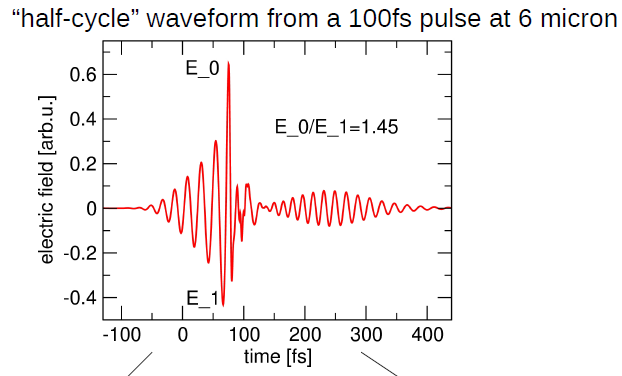 “half-cycle” waveform from a 100fs pulse at 6 micron
E_0
E_0/E_1=1.45
E_1
electric field [arb.u.]
0.6
0.4
0.2
0
-0.2
-0.4
-100 0 100 200 300 400
time [fs]